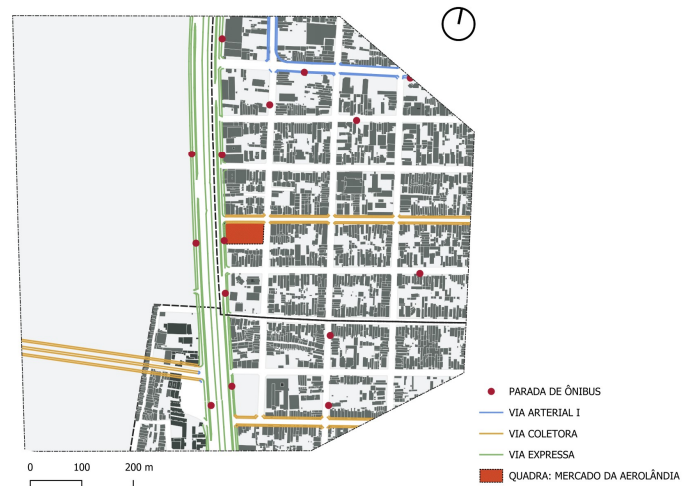 PARADA DE ÔNIBUS
VIA ARTERIAL I
VIA COLETORA
VIA EXPRESSA
QUADRA: MERCADO DA AEROLÂNDIA
0 100 200 m